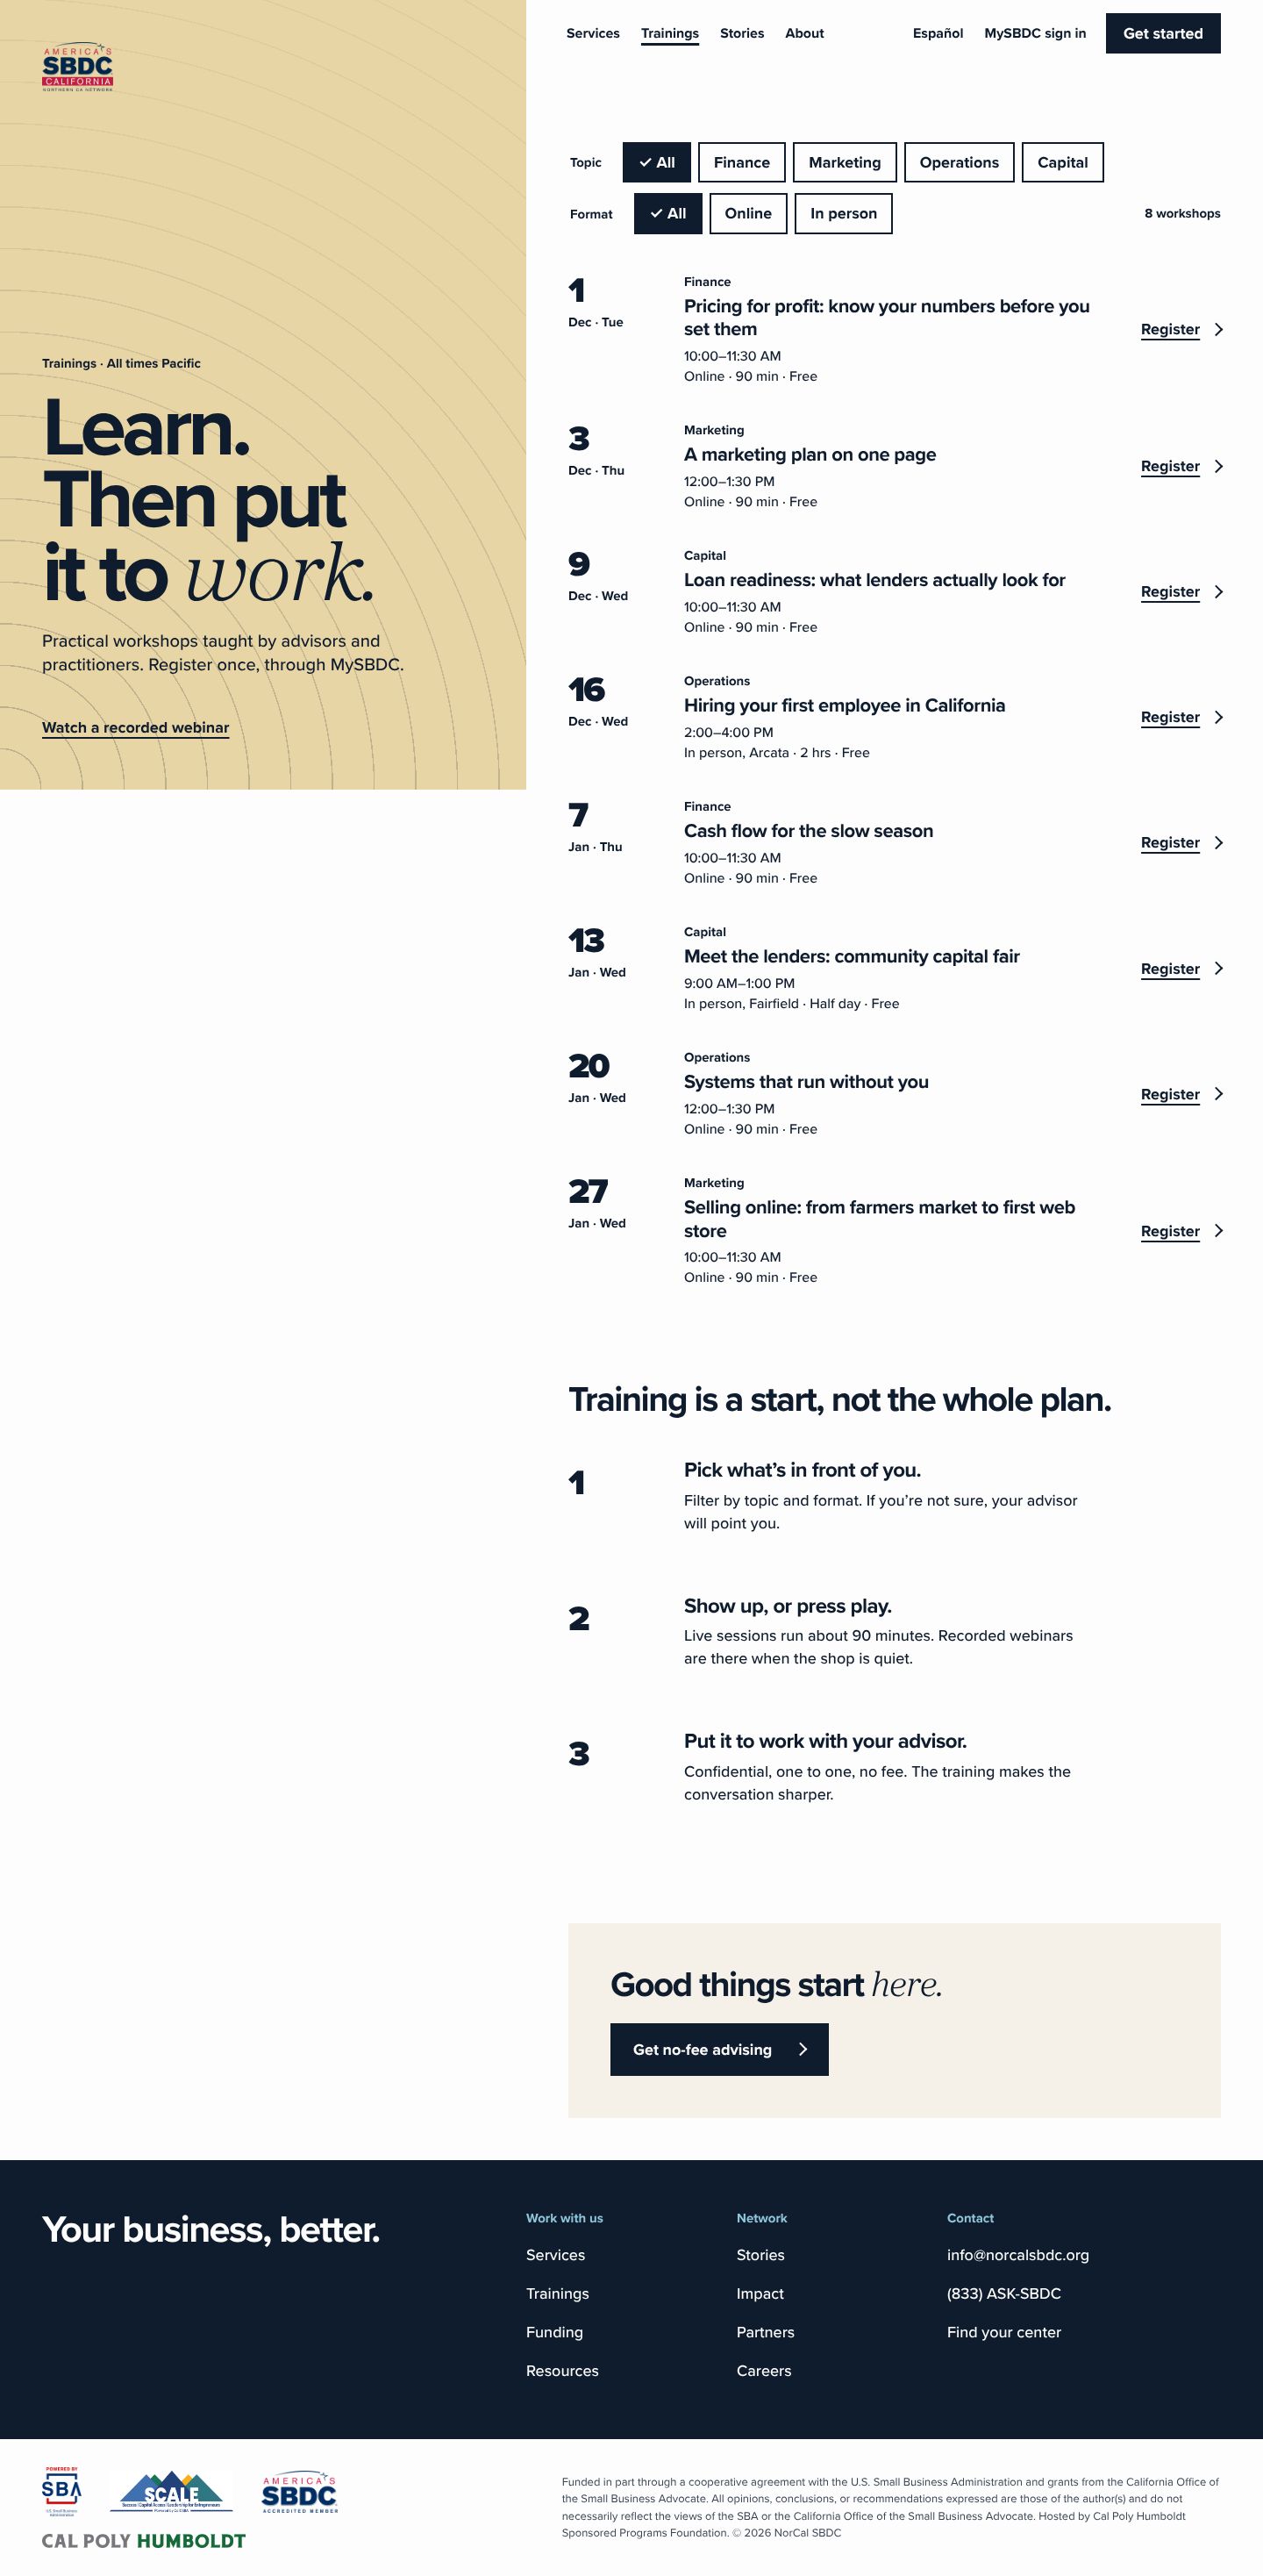 AMERICA'S
SBDC
CALIFORNIA
NORTHERN CA NETWORK
Services Trainings Stories About Español MySBDC sign in Get started
Trainings · All times Pacific
Learn.
Then put
it to work.
Practical workshops taught by advisors and
practitioners. Register once, through MySBDC.
Watch a recorded webinar
Topic All Finance Marketing Operations Capital
Format All Online In person 8 workshops
1
Dec · Tue
Finance
Pricing for profit: know your numbers before you
set them
10:00–11:30 AM
Online · 90 min · Free
Register
3
Dec · Thu
Marketing
A marketing plan on one page
12:00–1:30 PM
Online · 90 min · Free
Register
9
Dec · Wed
Capital
Loan readiness: what lenders actually look for
10:00–11:30 AM
Online · 90 min · Free
Register
16
Dec · Wed
Operations
Hiring your first employee in California
2:00–4:00 PM
In person, Arcata · 2 hrs · Free
Register
7
Jan · Thu
Finance
Cash flow for the slow season
10:00–11:30 AM
Online · 90 min · Free
Register
13
Jan · Wed
Capital
Meet the lenders: community capital fair
9:00 AM–1:00 PM
In person, Fairfield · Half day · Free
Register
20
Jan · Wed
Operations
Systems that run without you
12:00–1:30 PM
Online · 90 min · Free
Register
27
Jan · Wed
Marketing
Selling online: from farmers market to first web
store
10:00–11:30 AM
Online · 90 min · Free
Register
Training is a start, not the whole plan.
1
Pick what’s in front of you.
Filter by topic and format. If you’re not sure, your advisor
will point you.
2
Show up, or press play.
Live sessions run about 90 minutes. Recorded webinars
are there when the shop is quiet.
3
Put it to work with your advisor.
Confidential, one to one, no fee. The training makes the
conversation sharper.
Good things start here.
Get no-fee advising
Your business, better.
Work with us
Services
Trainings
Funding
Resources
Network
Stories
Impact
Partners
Careers
Contact
info@norcalsbdc.org
(833) ASK-SBDC
Find your center
POWERED BY
SBA
U.S. Small Business
Administration
SCALE
AMERICA'S
SBDC
ACCREDITED MEMBER
CAL POLY HUMBOLDT
Funded in part through a cooperative agreement with the U.S. Small Business Administration and grants from the California Office of
the Small Business Advocate. All opinions, conclusions, or recommendations expressed are those of the author(s) and do not
necessarily reflect the views of the SBA or the California Office of the Small Business Advocate. Hosted by Cal Poly Humboldt
Sponsored Programs Foundation. © 2026 NorCal SBDC